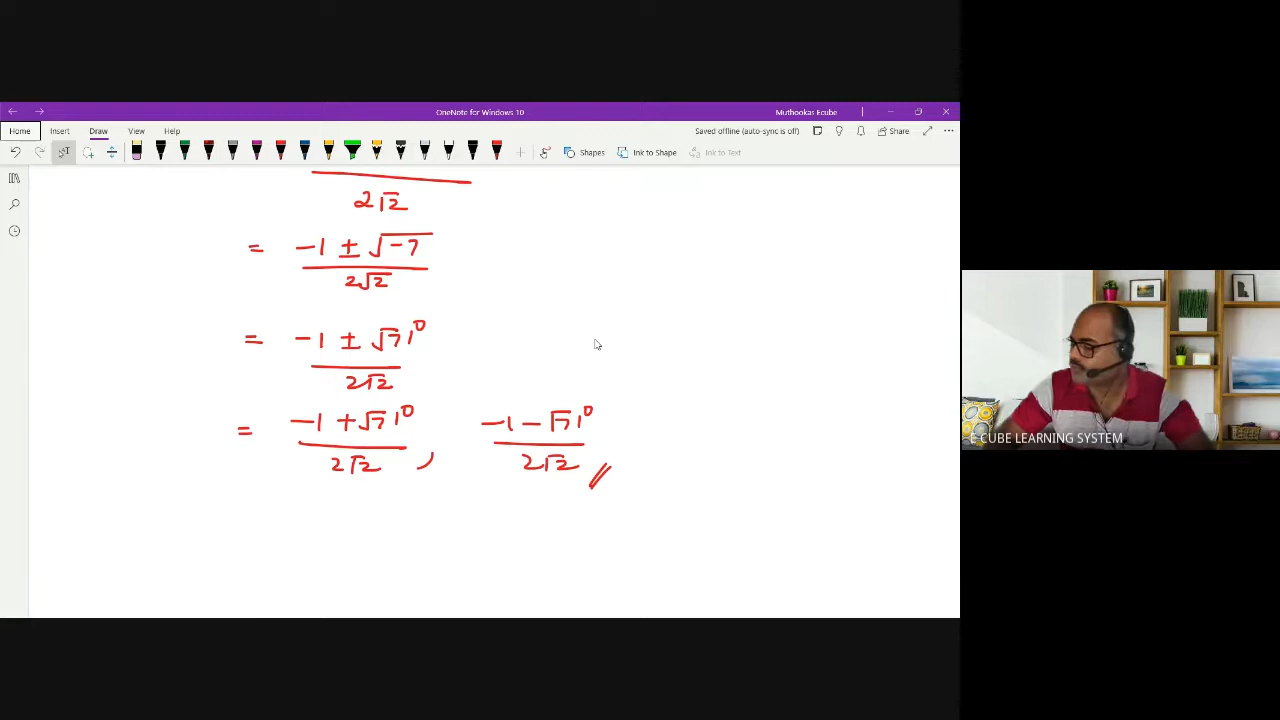 OneNote for Windows 10
Muthookas Ecube
Home Insert Draw View Help
Saved offline (auto-sync is off) Share
Shapes Ink to Shape Ink to Text
2√2
= -1 ± √-7
2√2
= -1 ± √7 i
2√2
= -1 + √7 i , -1 - √7 i
2√2 2√2
E CUBE LEARNING SYSTEM